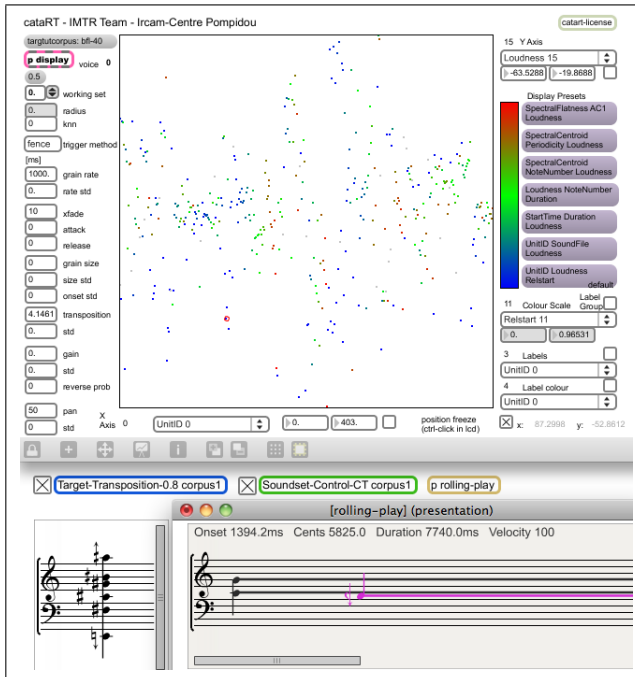 cataRT - IMTR Team - Ircam-Centre Pompidou
cataart-license
targtutcorpus: bfi-40
p display
voice 0
0.5
0. working set
0. radius
0 knn
fence trigger method
[ms]
1000. grain rate
0. rate std
10 xfade
0 attack
0 release
0 grain size
0 size std
0 onset std
4.1461 transposition
0. std
0. gain
0. std
0 reverse prob
50 pan
0 std
15 Y Axis
Loudness 15
-63.5288 -19.8688
Display Presets
SpectralFlatness AC1 Loudness
SpectralCentroid Periodicity Loudness
SpectralCentroid NoteNumber Loudness
Loudness NoteNumber Duration
StartTime Duration Loudness
UnitID SoundFile Loudness
UnitID Loudness Relstart
default
11 Colour Scale
Label Group
Relstart 11
0. 0.96531
3 Labels
UnitID 0
4 Label colour
UnitID 0
X Axis 0 UnitID 0 0. 403.
position freeze (ctrl-click in lcd)
x: 87.2998 y: -52.8612
Target-Transposition-0.8 corpus1
Soundset-Control-CT corpus1
p rolling-play
[rolling-play] (presentation)
Onset 1394.2ms Cents 5825.0 Duration 7740.0ms Velocity 100